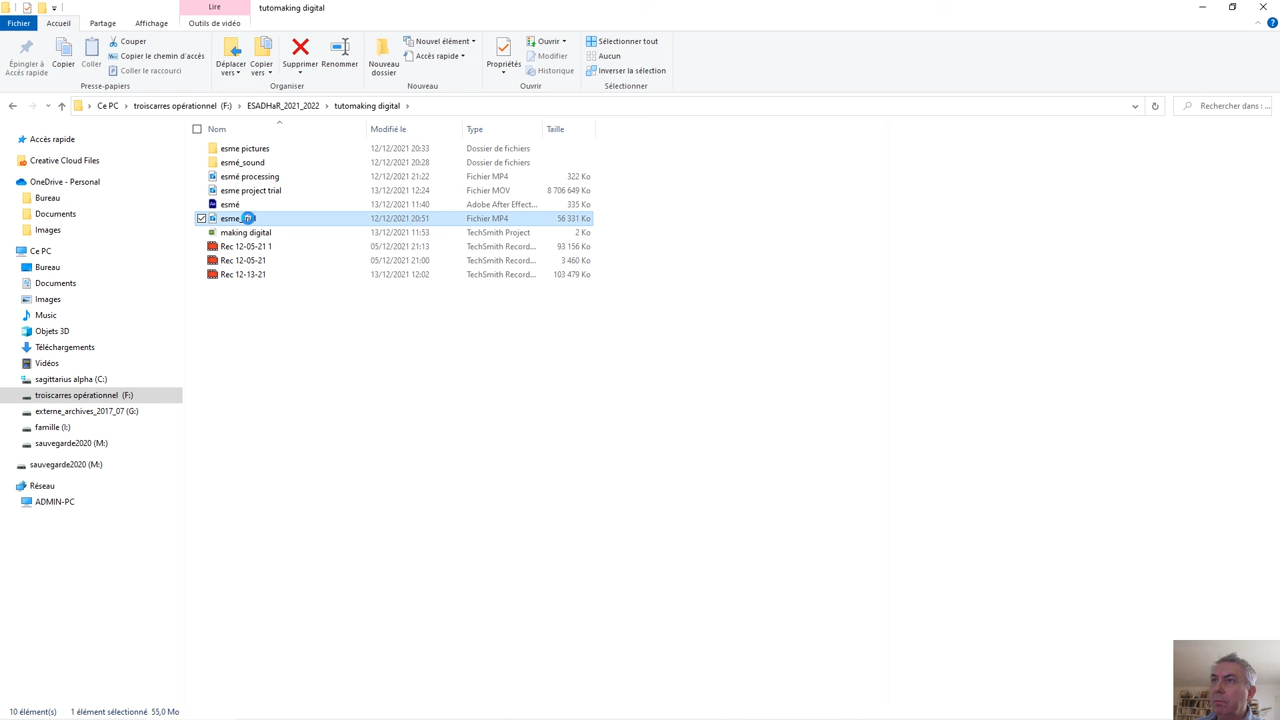 Lire
tutomaking digital
Fichier
Accueil
Partage
Affichage
Outils de vidéo
Épingler à
Accès rapide
Copier
Coller
Couper
Copier le chemin d'accès
Coller le raccourci
Presse-papiers
Déplacer
vers
Copier
vers
Supprimer
Renommer
Organiser
Nouveau
dossier
Nouvel élément
Accès rapide
Nouveau
Propriétés
Ouvrir
Modifier
Historique
Ouvrir
Sélectionner tout
Aucun
Inverser la sélection
Sélectionner
Ce PC > troiscarres opérationnel (F:) > ESADHaR_2021_2022 > tutomaking digital >
Rechercher dans : ...
Accès rapide
Creative Cloud Files
OneDrive - Personal
Bureau
Documents
Images
Ce PC
Bureau
Documents
Images
Music
Objets 3D
Téléchargements
Vidéos
sagittarius alpha (C:)
troiscarres opérationnel (F:)
externe_archives_2017_07 (G:)
famille (I:)
sauvegarde2020 (M:)
sauvegarde2020 (M:)
Réseau
ADMIN-PC
Nom Modifié le Type Taille
esme pictures 12/12/2021 20:33 Dossier de fichiers
esmé_sound 12/12/2021 20:28 Dossier de fichiers
esme processing 12/12/2021 21:22 Fichier MP4 322 Ko
esme project trial 13/12/2021 12:24 Fichier MOV 8 706 649 Ko
esmé 13/12/2021 11:40 Adobe After Effect... 335 Ko
12/12/2021 20:51 Fichier MP4 56 331 Ko
making digital 13/12/2021 11:53 TechSmith Project 2 Ko
Rec 12-05-21 1 05/12/2021 21:13 TechSmith Record... 93 156 Ko
Rec 12-05-21 05/12/2021 21:00 TechSmith Record... 3 460 Ko
Rec 12-13-21 13/12/2021 12:02 TechSmith Record... 103 479 Ko
10 élément(s) 1 élément sélectionné 55,0 Mo